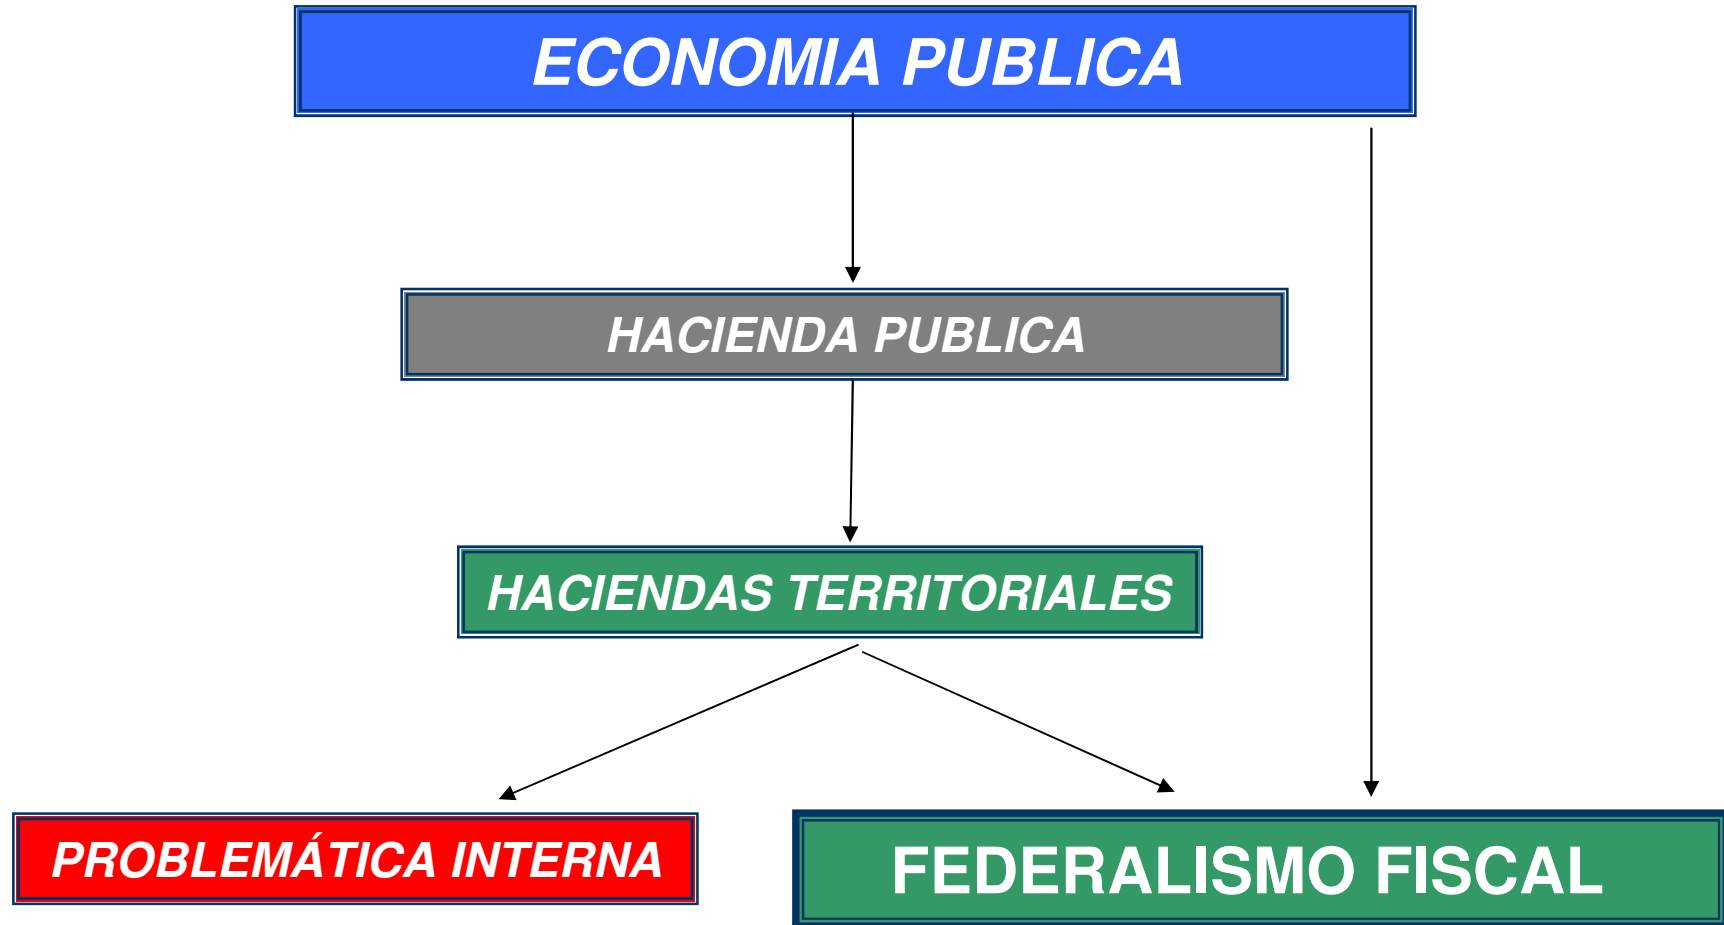 ECONOMIA PUBLICA
HACIENDA PUBLICA
HACIENDAS TERRITORIALES
PROBLEMÁTICA INTERNA
FEDERALISMO FISCAL